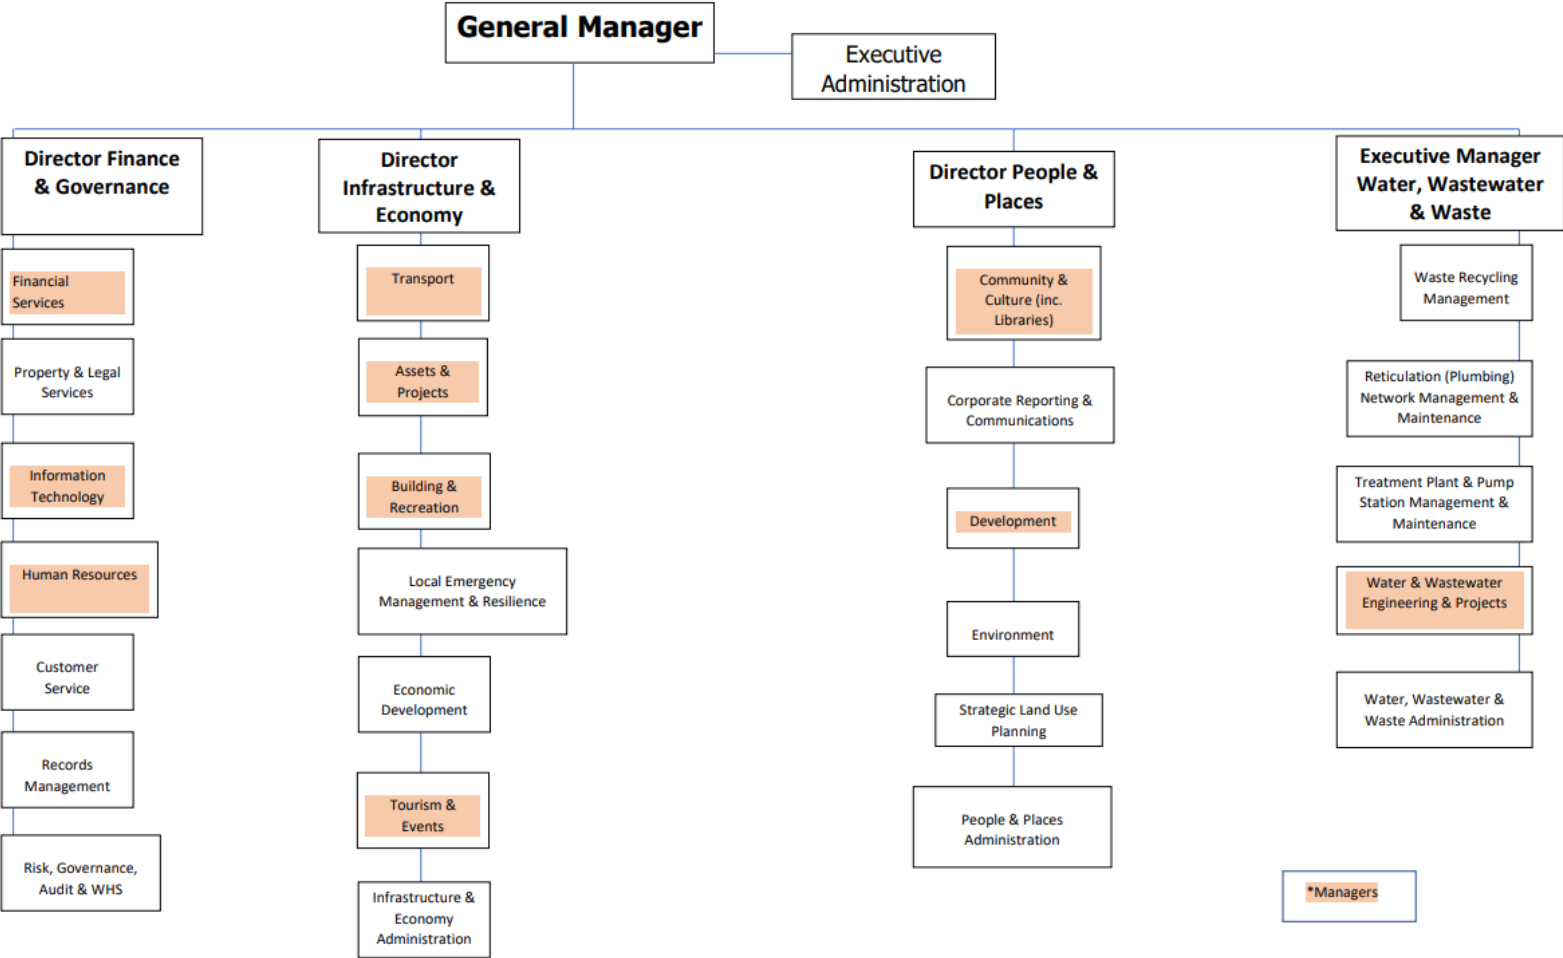 General Manager
Executive
Administration
Director Finance
& Governance
Financial
Services
Property & Legal
Services
Information
Technology
Human Resources
Customer
Service
Records
Management
Risk, Governance,
Audit & WHS
Director
Infrastructure &
Economy
Transport
Assets &
Projects
Building &
Recreation
Local Emergency
Management & Resilience
Economic
Development
Tourism &
Events
Infrastructure &
Economy
Administration
Director People &
Places
Community &
Culture (inc.
Libraries)
Corporate Reporting &
Communications
Development
Environment
Strategic Land Use
Planning
People & Places
Administration
Executive Manager
Water, Wastewater
& Waste
Waste Recycling
Management
Reticulation (Plumbing)
Network Management &
Maintenance
Treatment Plant & Pump
Station Management &
Maintenance
Water & Wastewater
Engineering & Projects
Water, Wastewater &
Waste Administration
*Managers